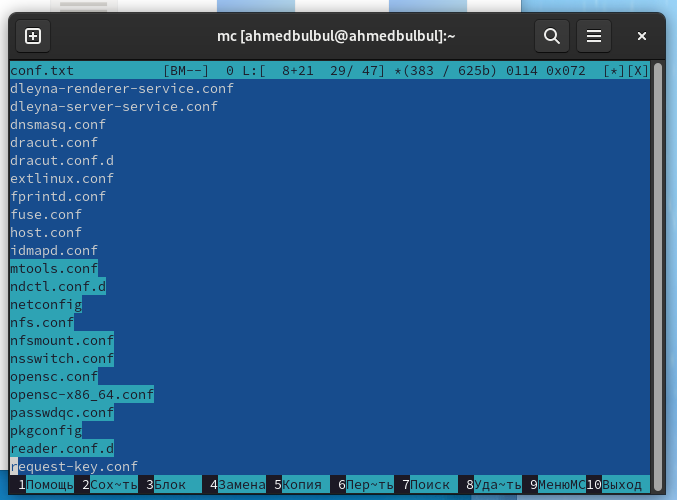 mc [ahmedbulbul@ahmedbulbul]:~
conf.txt [BM--] 0 L:[ 8+21 29/ 47] *(383 / 625b) 0114 0x072 [*][X]
dleyna-renderer-service.conf
dleyna-server-service.conf
dnsmasq.conf
dracut.conf
dracut.conf.d
extlinux.conf
fprintd.conf
fuse.conf
host.conf
idmapd.conf
mtools.conf
ndctl.conf.d
netconfig
nfs.conf
nfsmount.conf
nsswitch.conf
opensc.conf
opensc-x86_64.conf
passwdqc.conf
pkgconfig
reader.conf.d
request-key.conf
1Помощь 2Сох~ть 3Блок 4Замена 5Копия 6Пер~ть 7Поиск 8Уда~ть 9МенюMC 10Выход